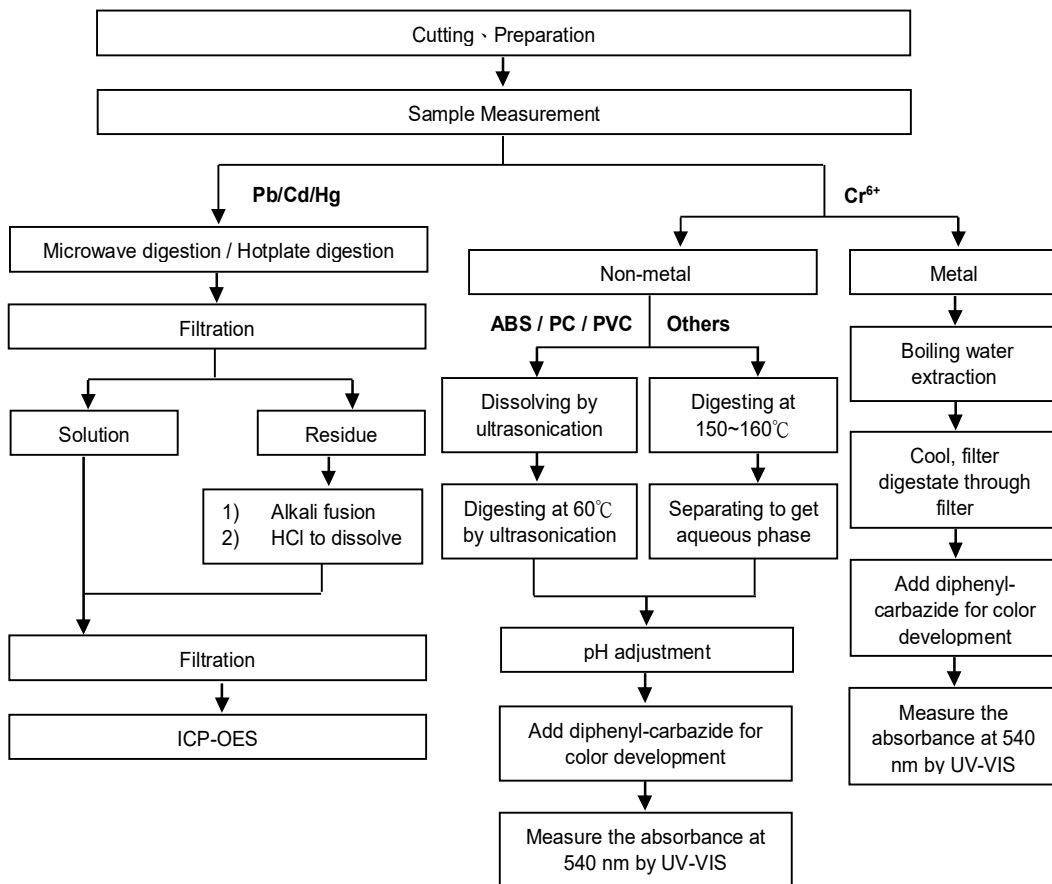 Cutting、Preparation
Sample Measurement
Pb/Cd/Hg
Cr⁶⁺
Microwave digestion / Hotplate digestion
Non-metal
Metal
Filtration
ABS / PC / PVC
Others
Boiling water
extraction
Solution
Residue
Dissolving by
ultrasonication
Digesting at
150~160℃
Cool, filter
digestate through
filter
1) Alkali fusion
2) HCl to dissolve
Digesting at 60℃
by ultrasonication
Separating to get
aqueous phase
Add diphenyl-
carbazide for color
development
Filtration
pH adjustment
ICP-OES
Add diphenyl-carbazide for
color development
Measure the
absorbance at 540
nm by UV-VIS
Measure the absorbance at
540 nm by UV-VIS